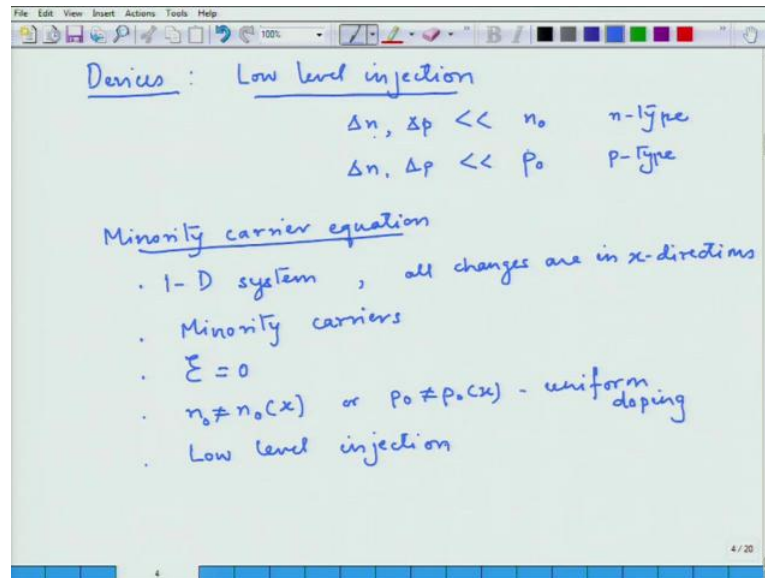 File Edit View Insert Actions Tools Help
100%
B I
Devices : Low level injection
Δn, Δp << n₀ n-type
Δn, Δp << p₀ p-type
Minority carrier equation
· 1-D system , all changes are in x-directions
· Minority carriers
· ℰ = 0
· n₀ ≠ n₀(x) or p₀ ≠ p₀(x) - uniform
doping
· Low level injection
4 / 20
4